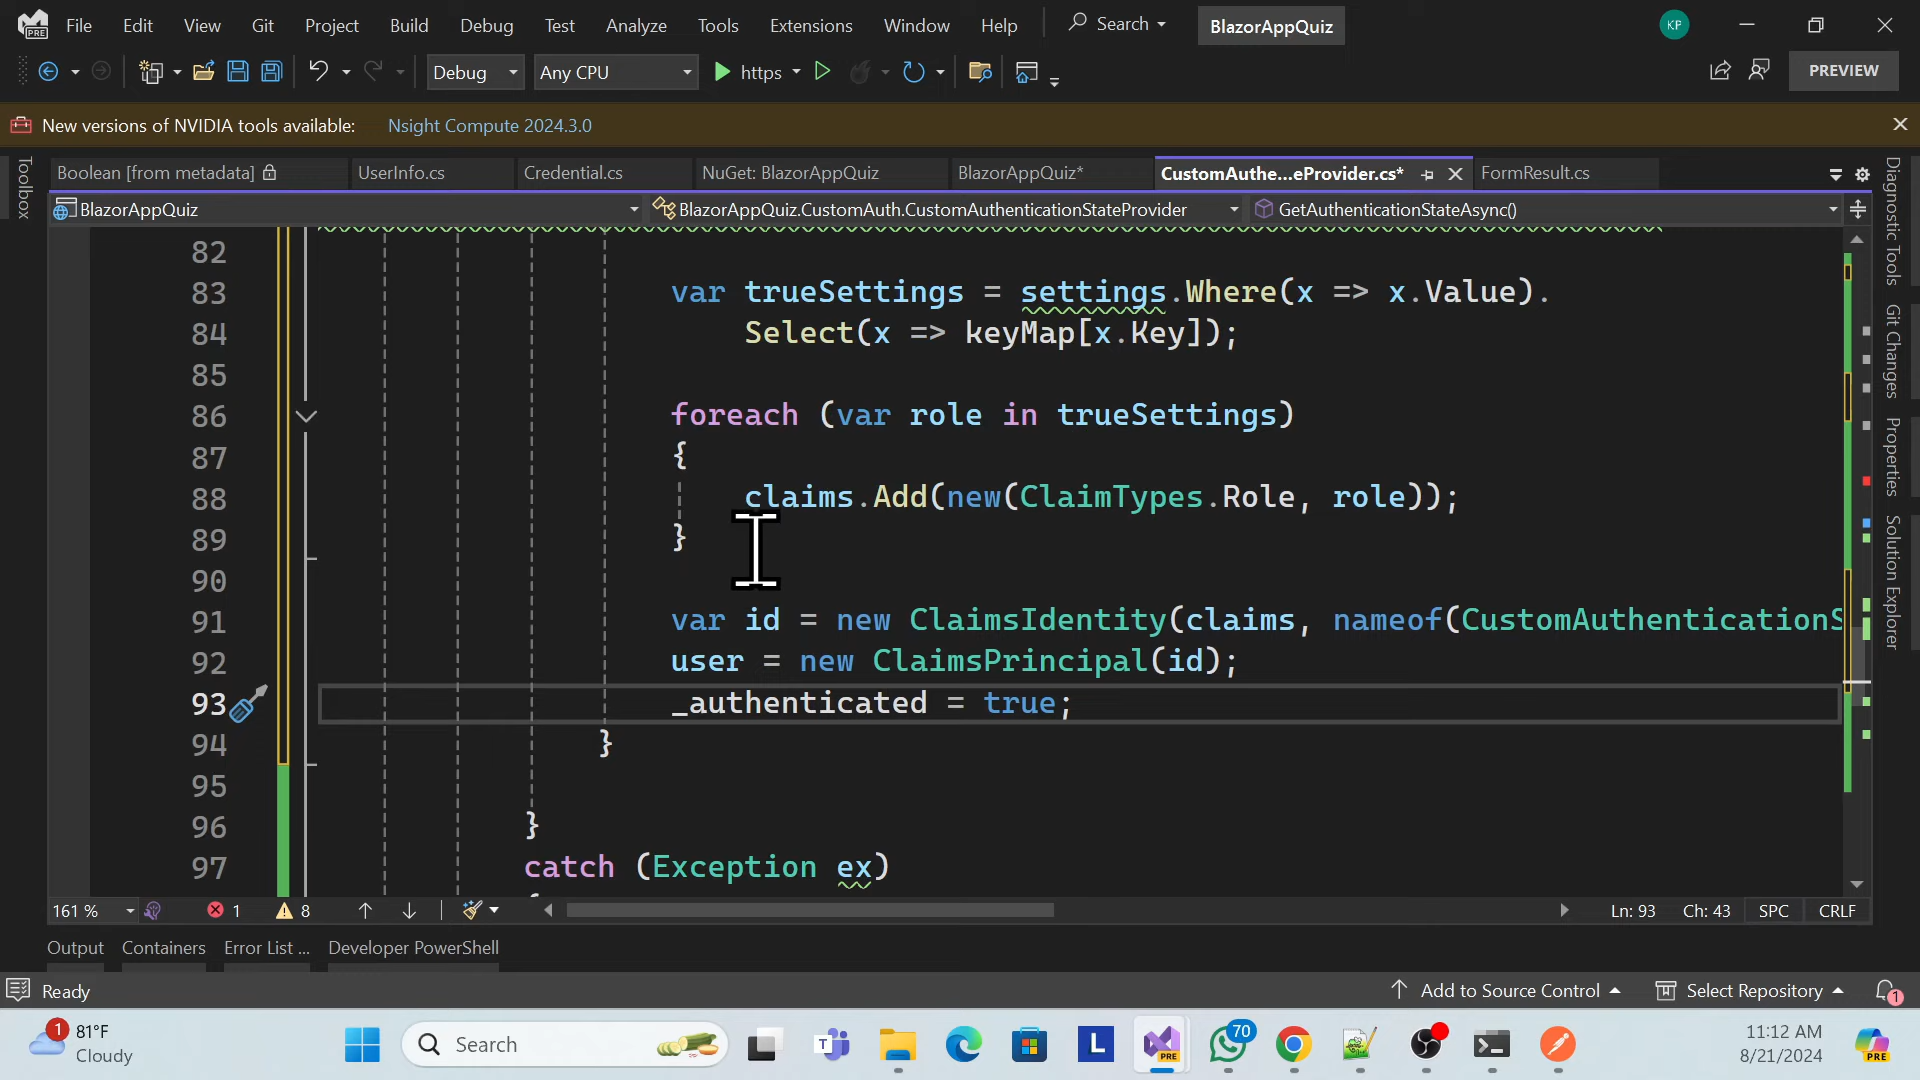 PRE File Edit View Git Project Build Debug Test Analyze Tools Extensions Window Help Search BlazorAppQuiz KP
Debug Any CPU https PREVIEW
New versions of NVIDIA tools available: Nsight Compute 2024.3.0
Boolean [from metadata] UserInfo.cs Credential.cs NuGet: BlazorAppQuiz BlazorAppQuiz* CustomAuthe...eProvider.cs* FormResult.cs
BlazorAppQuiz BlazorAppQuiz.CustomAuth.CustomAuthenticationStateProvider GetAuthenticationStateAsync()
Toolbox
82
83 var trueSettings = settings.Where(x => x.Value).
84 Select(x => keyMap[x.Key]);
85
86 foreach (var role in trueSettings)
87 {
88 claims.Add(new(ClaimTypes.Role, role));
89 }
90
91 var id = new ClaimsIdentity(claims, nameof(CustomAuthenticationS
92 user = new ClaimsPrincipal(id);
93 _authenticated = true;
94 }
95
96 }
97 catch (Exception ex)
Diagnostic Tools
Git Changes
Properties
Solution Explorer
161 % 1 8 Ln: 93 Ch: 43 SPC CRLF
Output Containers Error List ... Developer PowerShell
Ready Add to Source Control Select Repository 1
1 81°F
Cloudy
Search
L
PRE
70
11:12 AM
8/21/2024
PRE